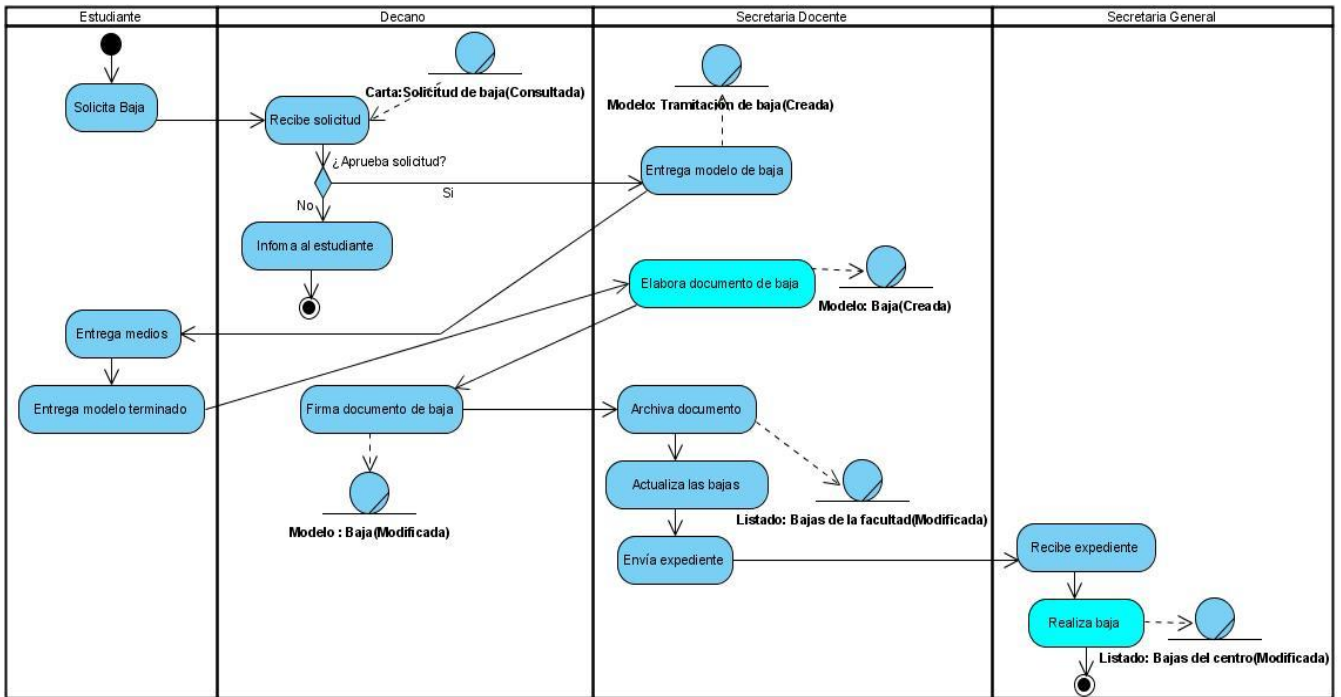 Estudiante
Decano
Secretaria Docente
Secretaria General
Solicita Baja
Recibe solicitud
Carta:Solicitud de baja(Consultada)
Modelo: Tramitación de baja(Creada)
¿Aprueba solicitud?
Si
No
Entrega modelo de baja
Infoma al estudiante
Elabora documento de baja
Modelo: Baja(Creada)
Entrega medios
Entrega modelo terminado
Firma documento de baja
Archiva documento
Modelo : Baja(Modificada)
Actualiza las bajas
Listado: Bajas de la facultad(Modificada)
Envía expediente
Recibe expediente
Realiza baja
Listado: Bajas del centro(Modificada)